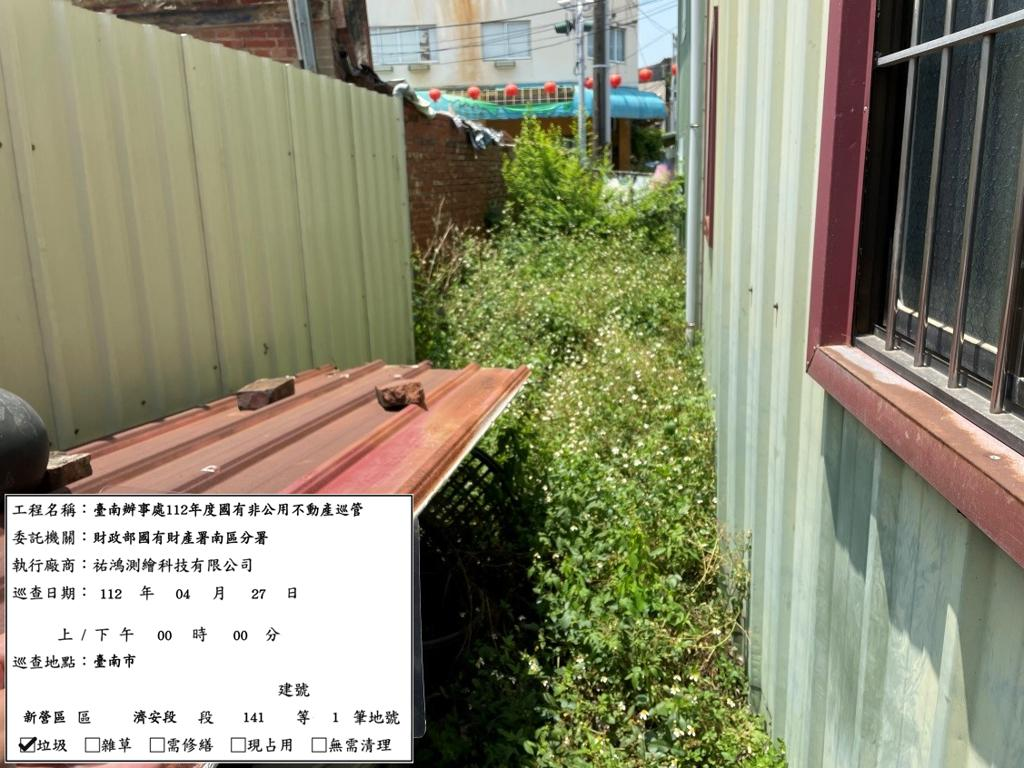 工程名稱：臺南辦事處112年度國有非公用不動產巡管
委託機關：財政部國有財產署南區分署
執行廠商：祐鴻測繪科技有限公司
巡查日期： 112 年 04 月 27 日
上 / 下 午 00 時 00 分
巡查地點：臺南市
建號
新營區 區 濟安段 段 141 等 1 筆地號
☑垃圾 ☐雜草 ☐需修繕 ☐現占用 ☐無需清理